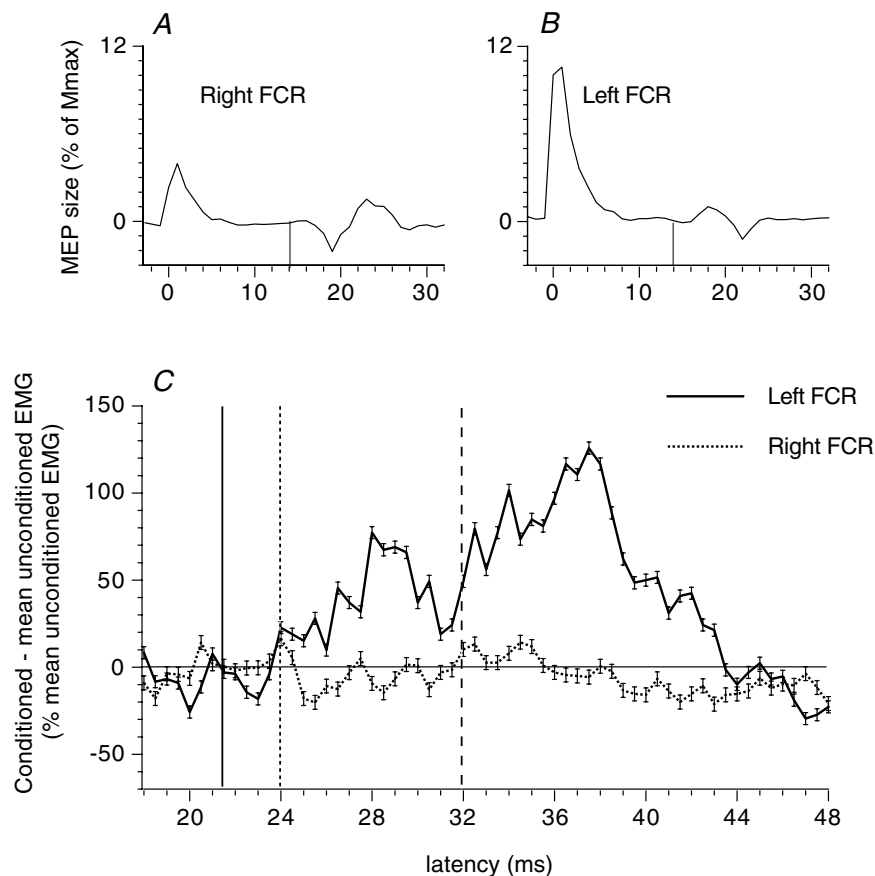 A
B
12
12
Right FCR
Left FCR
MEP size (% of Mmax)
0
0
0 10 20 30
0 10 20 30
C
Left FCR
Right FCR
150
100
50
0
-50
Conditioned - mean unconditioned EMG
(% mean unconditioned EMG)
20 24 28 32 36 40 44 48
latency (ms)